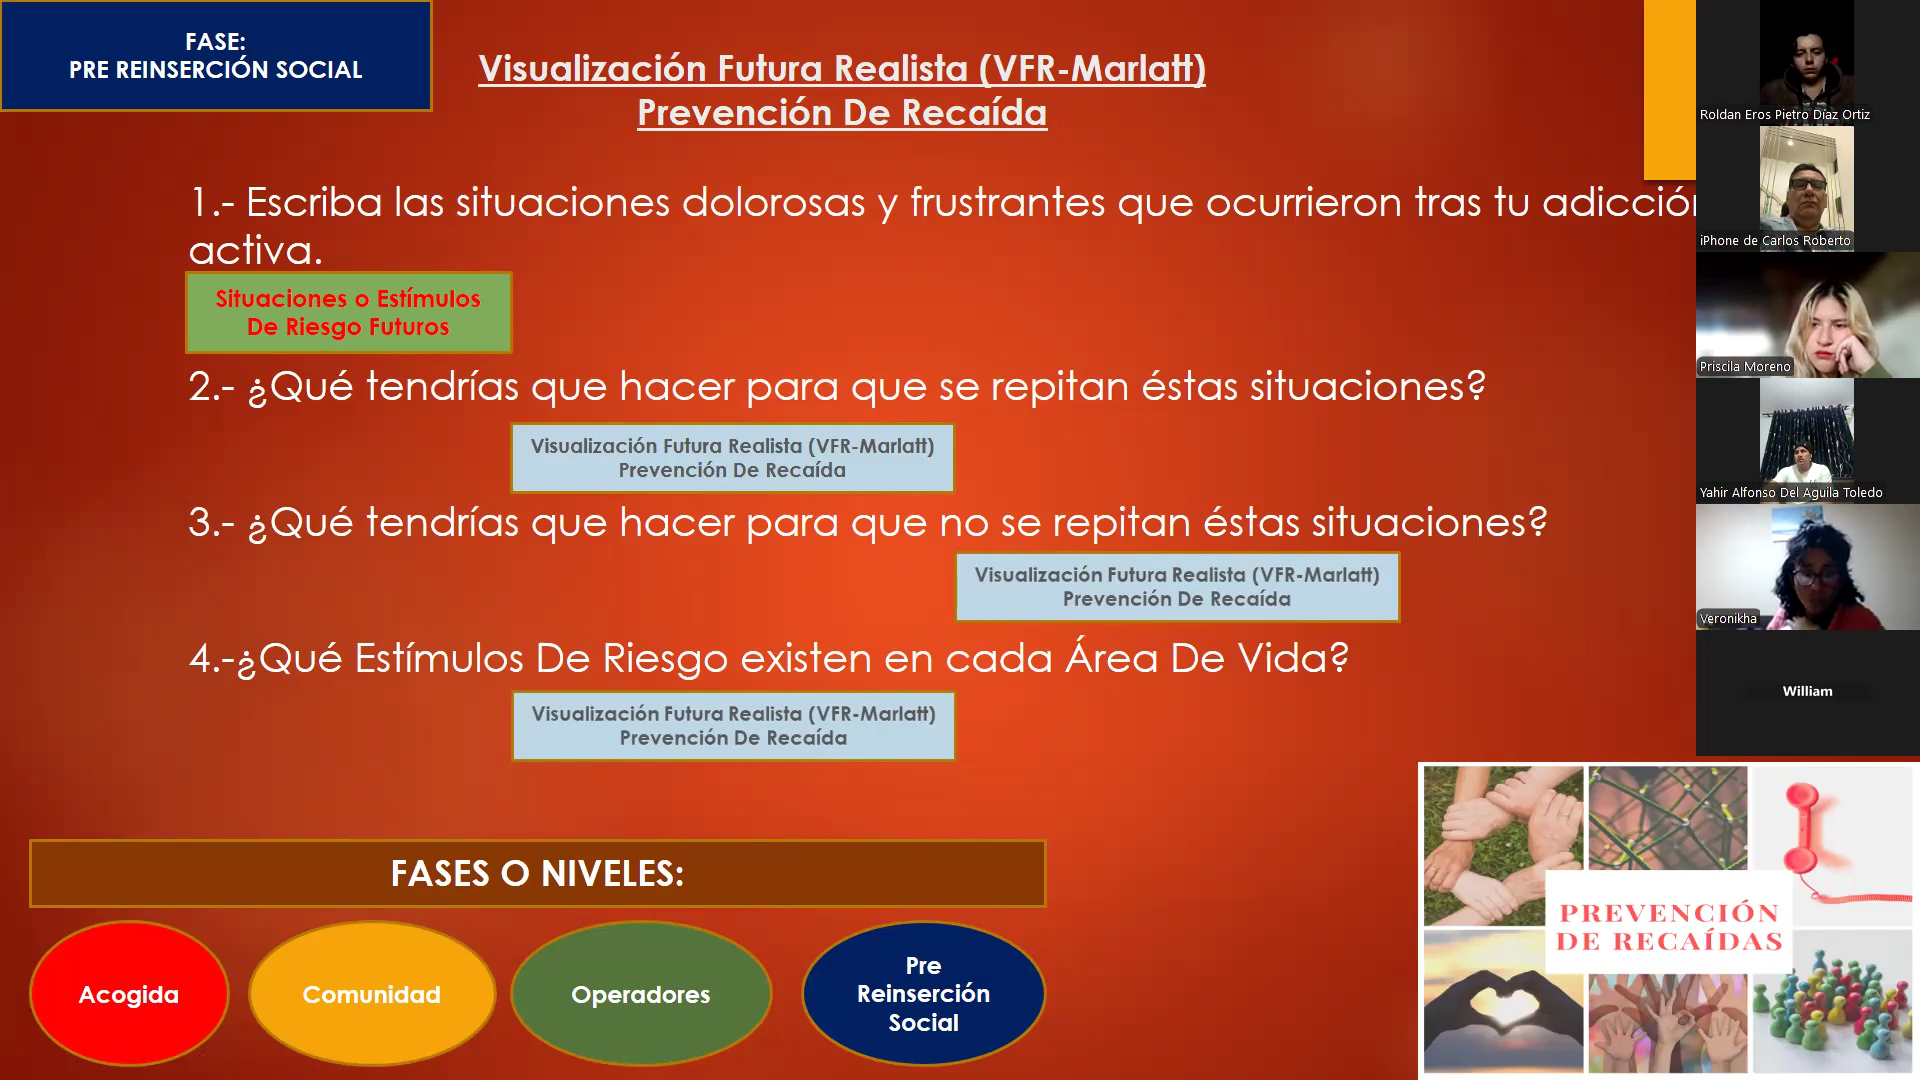 FASE:
PRE REINSERCIÓN SOCIAL
Visualización Futura Realista (VFR-Marlatt)
Prevención De Recaída
1.- Escriba las situaciones dolorosas y frustrantes que ocurrieron tras tu adicción
activa.
Situaciones o Estímulos
De Riesgo Futuros
2.- ¿Qué tendrías que hacer para que se repitan éstas situaciones?
Visualización Futura Realista (VFR-Marlatt)
Prevención De Recaída
3.- ¿Qué tendrías que hacer para que no se repitan éstas situaciones?
Visualización Futura Realista (VFR-Marlatt)
Prevención De Recaída
4.-¿Qué Estímulos De Riesgo existen en cada Área De Vida?
Visualización Futura Realista (VFR-Marlatt)
Prevención De Recaída
FASES O NIVELES:
Acogida
Comunidad
Operadores
Pre
Reinserción
Social
PREVENCIÓN
DE RECAÍDAS
Roldan Eros Pietro Díaz Ortiz
iPhone de Carlos Roberto
Priscila Moreno
Yahir Alfonso Del Aguila Toledo
Veronikha
William